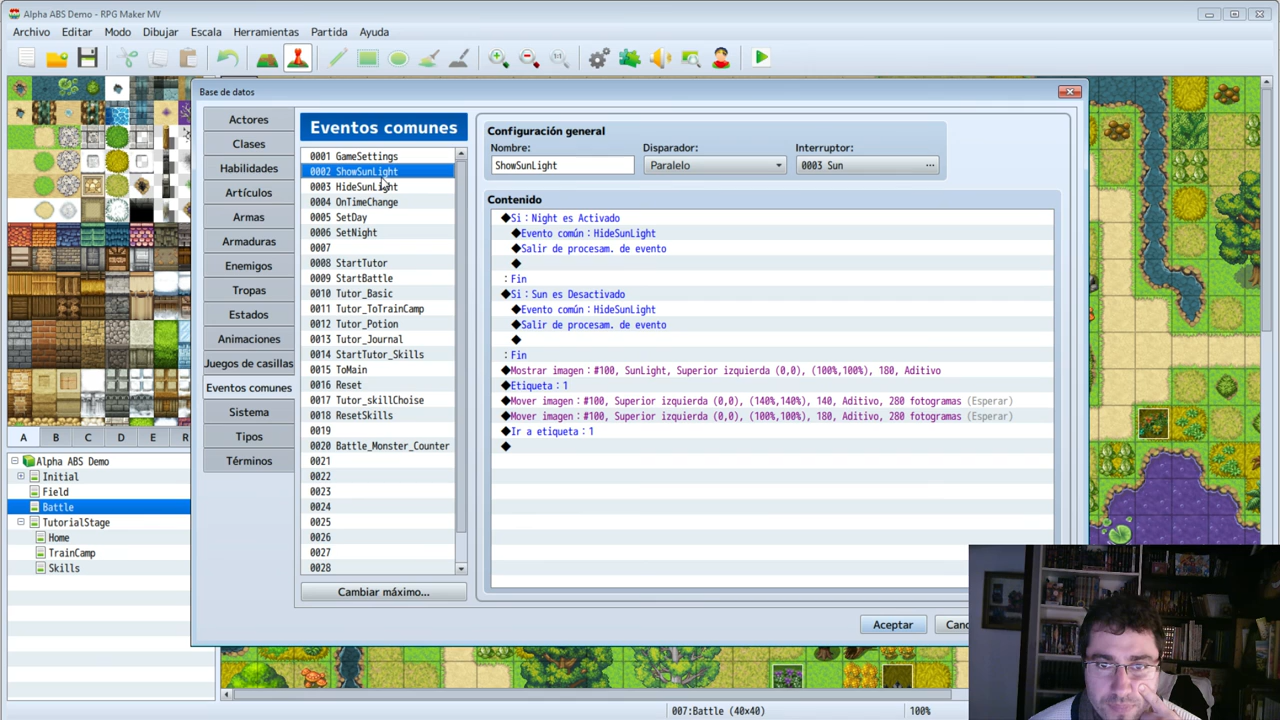 Alpha ABS Demo - RPG Maker MV
Archivo Editar Modo Dibujar Escala Herramientas Partida Ayuda
1:1
Base de datos
Actores
Clases
Habilidades
Artículos
Armas
Armaduras
Enemigos
Tropas
Estados
Animaciones
Juegos de casillas
Eventos comunes
Sistema
Tipos
Términos
Eventos comunes
0001 GameSettings
0002 ShowSunLight
0003 HideSunLight
0004 OnTimeChange
0005 SetDay
0006 SetNight
0007
0008 StartTutor
0009 StartBattle
0010 Tutor_Basic
0011 Tutor_ToTrainCamp
0012 Tutor_Potion
0013 Tutor_Journal
0014 StartTutor_Skills
0015 ToMain
0016 Reset
0017 Tutor_skillChoise
0018 ResetSkills
0019
0020 Battle_Monster_Counter
0021
0022
0023
0024
0025
0026
0027
0028
Cambiar máximo...
Configuración general
Nombre: Disparador: Interruptor:
ShowSunLight Paralelo 0003 Sun ...
Contenido
◆Si：Night es Activado
◆Evento común：HideSunLight
◆Salir de procesam. de evento
◆
：Fin
◆Si：Sun es Desactivado
◆Evento común：HideSunLight
◆Salir de procesam. de evento
◆
：Fin
◆Mostrar imagen：#100, SunLight, Superior izquierda (0,0), (100%,100%), 180, Aditivo
◆Etiqueta：1
◆Mover imagen：#100, Superior izquierda (0,0), (140%,140%), 140, Aditivo, 280 fotogramas (Esperar)
◆Mover imagen：#100, Superior izquierda (0,0), (100%,100%), 180, Aditivo, 280 fotogramas (Esperar)
◆Ir a etiqueta：1
◆
Aceptar Canc
A B C D E R
Alpha ABS Demo
Initial
Field
Battle
TutorialStage
Home
TrainCamp
Skills
007:Battle (40x40) 100%